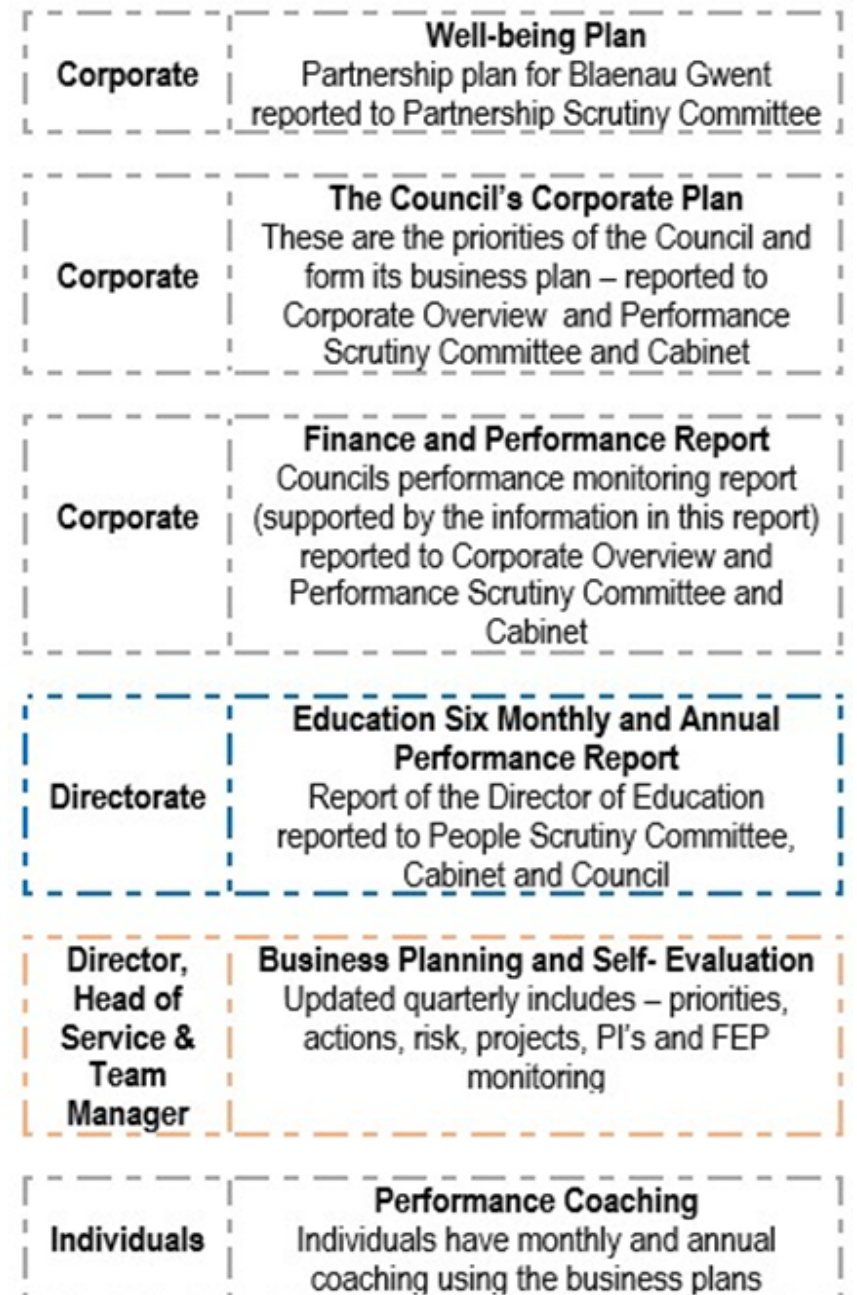 Corporate
Well-being Plan
Partnership plan for Blaenau Gwent
reported to Partnership Scrutiny Committee
Corporate
The Council's Corporate Plan
These are the priorities of the Council and
form its business plan – reported to
Corporate Overview and Performance
Scrutiny Committee and Cabinet
Corporate
Finance and Performance Report
Councils performance monitoring report
(supported by the information in this report)
reported to Corporate Overview and
Performance Scrutiny Committee and
Cabinet
Directorate
Education Six Monthly and Annual
Performance Report
Report of the Director of Education
reported to People Scrutiny Committee,
Cabinet and Council
Director,
Head of
Service &
Team
Manager
Business Planning and Self- Evaluation
Updated quarterly includes – priorities,
actions, risk, projects, PI's and FEP
monitoring
Individuals
Performance Coaching
Individuals have monthly and annual
coaching using the business plans